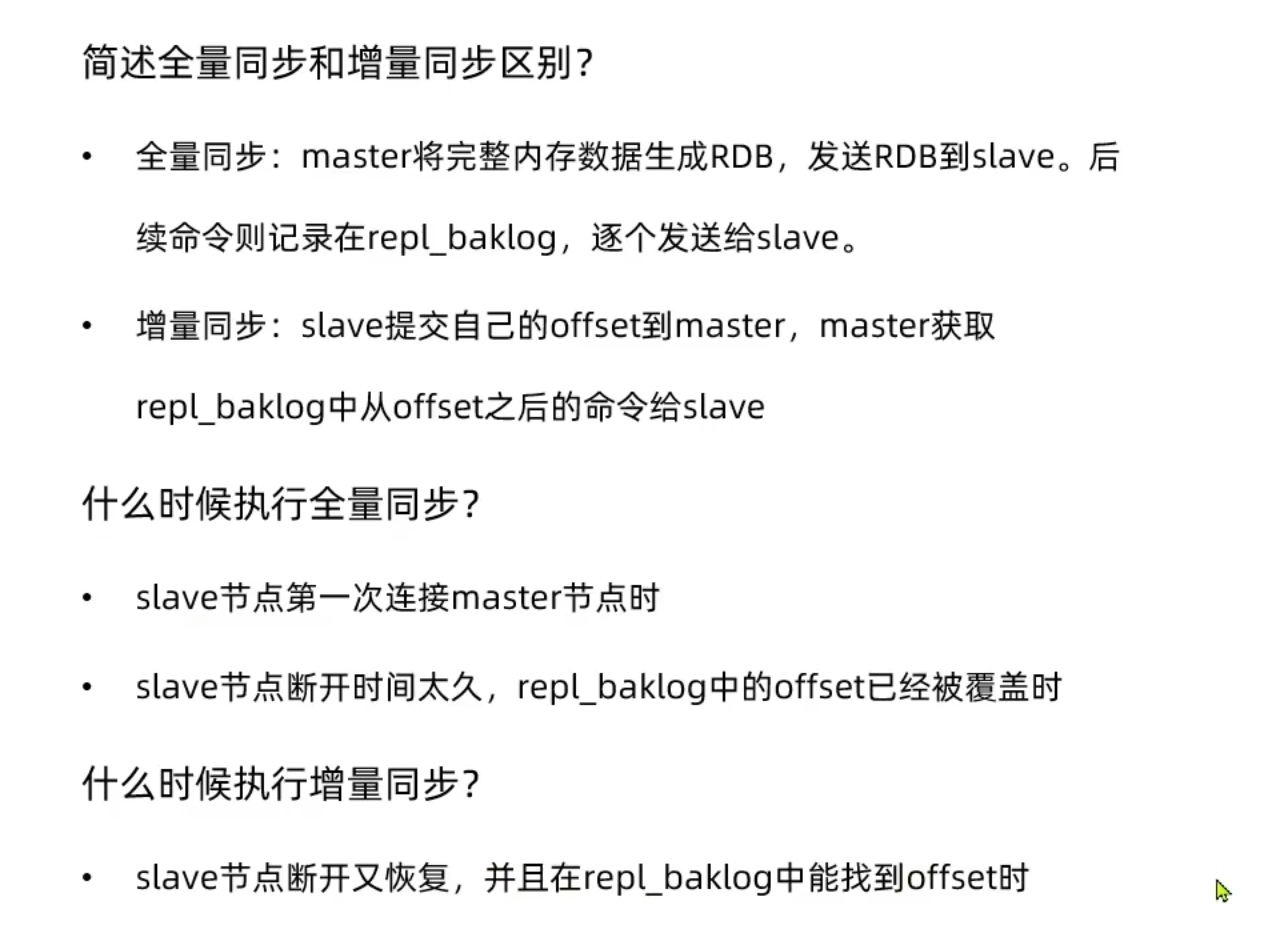 简述全量同步和增量同步区别？
• 全量同步：master将完整内存数据生成RDB，发送RDB到slave。后
续命令则记录在repl_baklog，逐个发送给slave。
• 增量同步：slave提交自己的offset到master，master获取
repl_baklog中从offset之后的命令给slave
什么时候执行全量同步？
• slave节点第一次连接master节点时
• slave节点断开时间太久，repl_baklog中的offset已经被覆盖时
什么时候执行增量同步？
• slave节点断开又恢复，并且在repl_baklog中能找到offset时